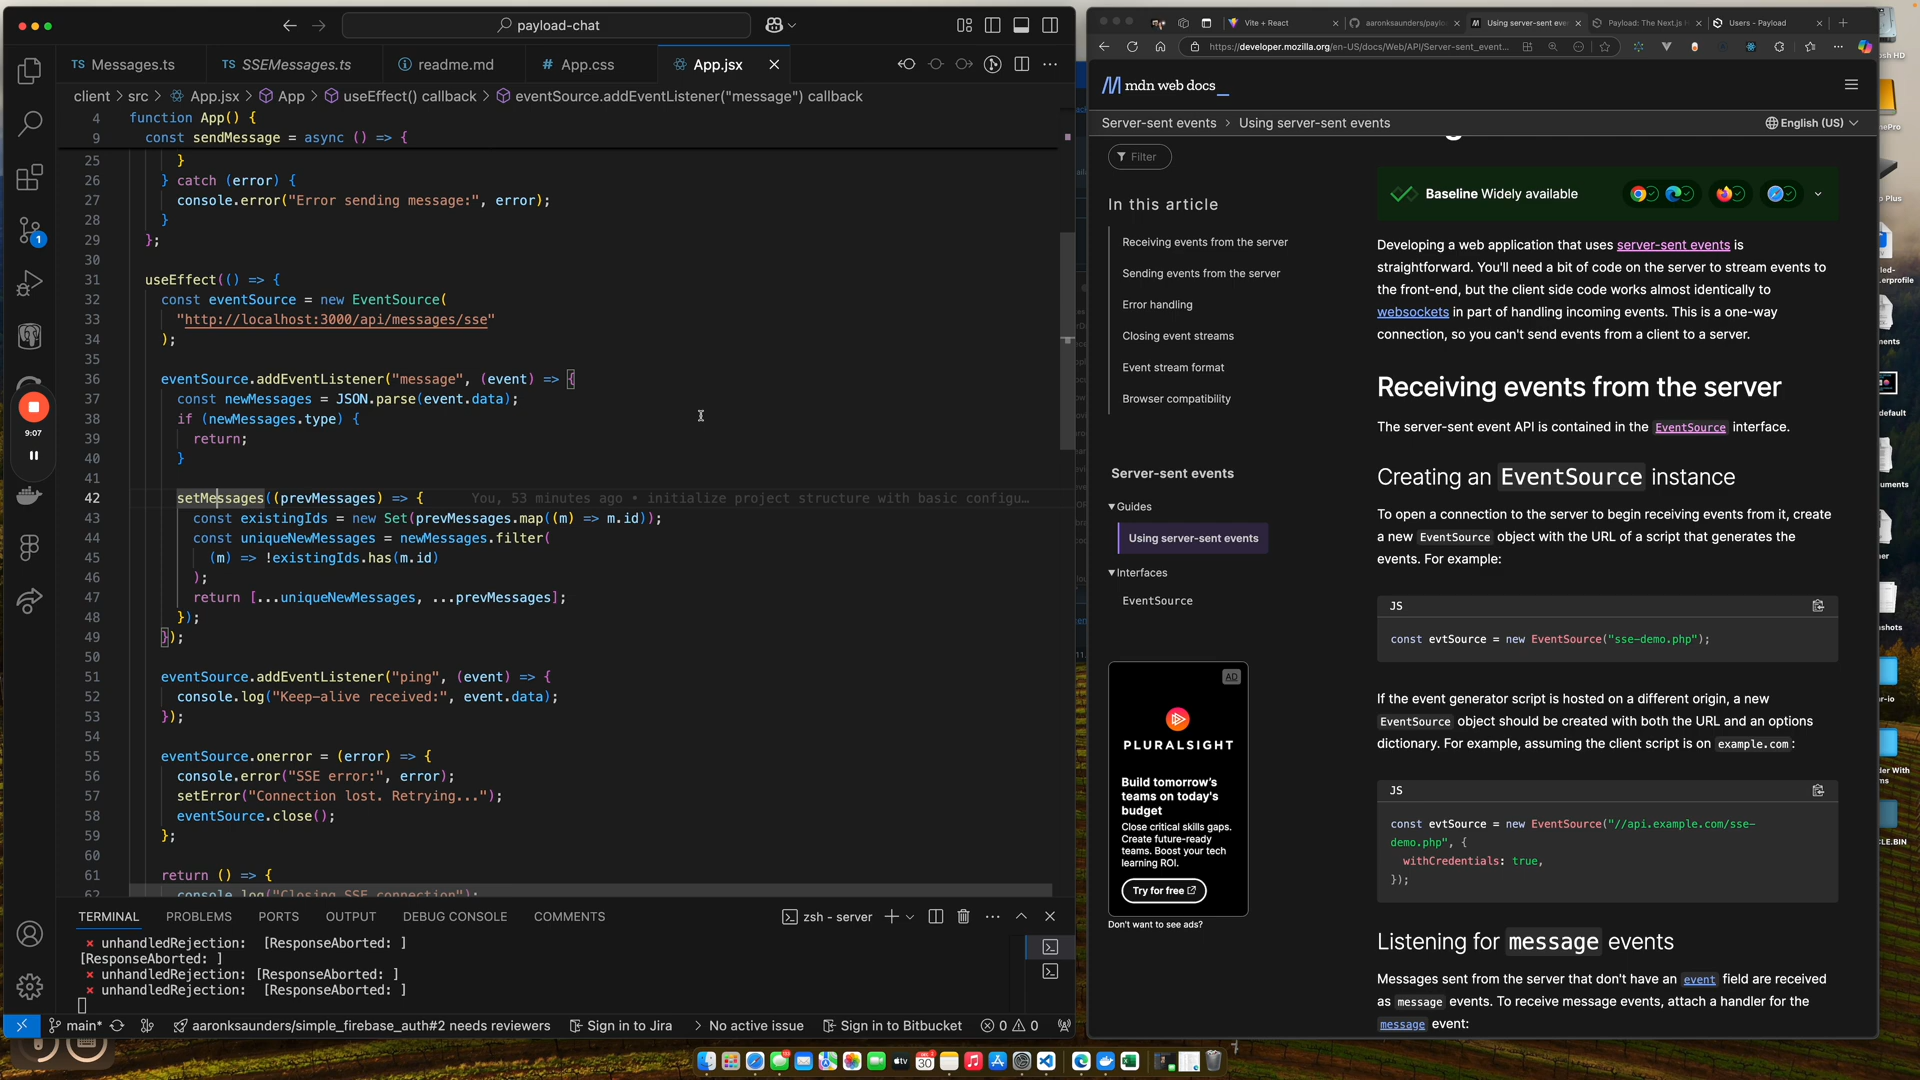 payload-chat
TS Messages.ts
TS SSEMessages.ts
readme.md
# App.css
App.jsx
client > src > App.jsx > App > useEffect() callback > eventSource.addEventListener("message") callback
4 function App() {
9 const sendMessage = async () => {
25 }
26 } catch (error) {
27 console.error("Error sending message:", error);
28 }
29 };
30
31 useEffect(() => {
32 const eventSource = new EventSource(
33 "http://localhost:3000/api/messages/sse"
34 );
35
36 eventSource.addEventListener("message", (event) => {
37 const newMessages = JSON.parse(event.data);
38 if (newMessages.type) {
39 return;
40 }
41
42 setMessages((prevMessages) => { You, 53 minutes ago • initialize project structure with basic configu…
43 const existingIds = new Set(prevMessages.map((m) => m.id));
44 const uniqueNewMessages = newMessages.filter(
45 (m) => !existingIds.has(m.id)
46 );
47 return [...uniqueNewMessages, ...prevMessages];
48 });
49 });
50
51 eventSource.addEventListener("ping", (event) => {
52 console.log("Keep-alive received:", event.data);
53 });
54
55 eventSource.onerror = (error) => {
56 console.error("SSE error:", error);
57 setError("Connection lost. Retrying...");
58 eventSource.close();
59 };
60
61 return () => {
62 console.log("Closing SSE connection");
1
9:07
TERMINAL PROBLEMS PORTS OUTPUT DEBUG CONSOLE COMMENTS
zsh - server
× unhandledRejection: [ResponseAborted: ]
[ResponseAborted: ]
× unhandledRejection: [ResponseAborted: ]
× unhandledRejection: [ResponseAborted: ]
main* aaronksaunders/simple_firebase_auth#2 needs reviewers Sign in to Jira No active issue Sign in to Bitbucket 0 0
Vite + React
aaronksaunders/paylo
Using server-sent eve
Payload: The Next.js H
Users - Payload
https://developer.mozilla.org/en-US/docs/Web/API/Server-sent_event...
mdn web docs_
Server-sent events > Using server-sent events
English (US)
Filter
In this article
Receiving events from the server
Sending events from the server
Error handling
Closing event streams
Event stream format
Browser compatibility
Server-sent events
Guides
Using server-sent events
Interfaces
EventSource
AD
PLURALSIGHT
Build tomorrow's
teams on today's
budget
Close critical skills gaps.
Create future-ready
teams. Boost your tech
learning ROI.
Try for free
Don't want to see ads?
Baseline Widely available
Developing a web application that uses server-sent events is
straightforward. You'll need a bit of code on the server to stream events to
the front-end, but the client side code works almost identically to
websockets in part of handling incoming events. This is a one-way
connection, so you can't send events from a client to a server.
Receiving events from the server
The server-sent event API is contained in the EventSource interface.
Creating an EventSource instance
To open a connection to the server to begin receiving events from it, create
a new EventSource object with the URL of a script that generates the
events. For example:
JS
const evtSource = new EventSource("sse-demo.php");
If the event generator script is hosted on a different origin, a new
EventSource object should be created with both the URL and an options
dictionary. For example, assuming the client script is on example.com:
JS
const evtSource = new EventSource("//api.example.com/sse-
demo.php", {
withCredentials: true,
});
Listening for message events
Messages sent from the server that don't have an event field are received
as message events. To receive message events, attach a handler for the
message event:
tv
30